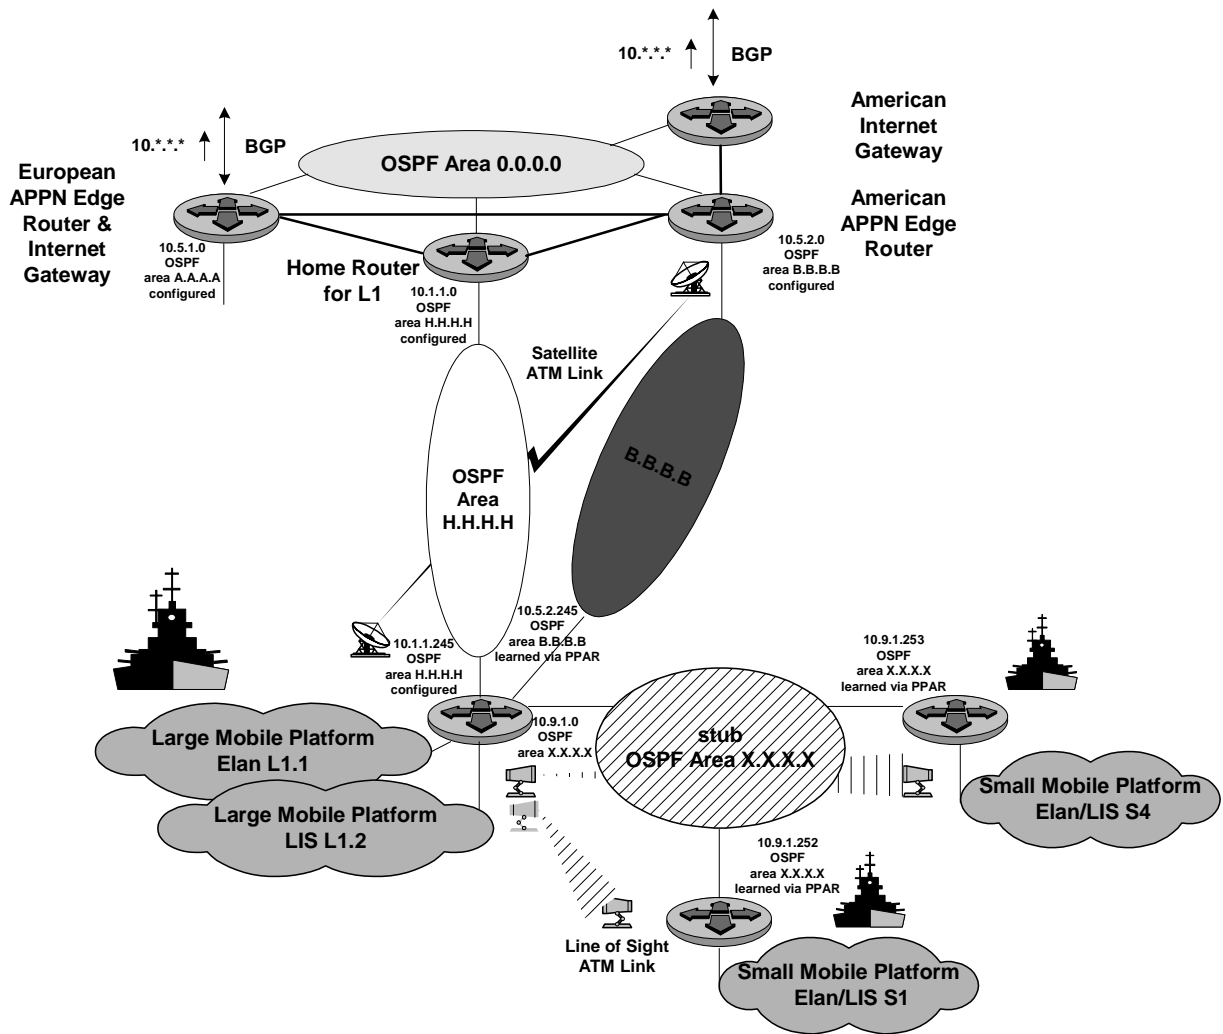 10.*.*.*
BGP
American
Internet
Gateway
10.*.*.*
BGP
OSPF Area 0.0.0.0
European
APPN Edge
Router &
Internet
Gateway
10.5.1.0
OSPF
area A.A.A.A
configured
American
APPN Edge
Router
10.5.2.0
OSPF
area B.B.B.B
configured
Home Router
for L1
10.1.1.0
OSPF
area H.H.H.H
configured
Satellite
ATM Link
B.B.B.B
OSPF
Area
H.H.H.H
10.5.2.245
OSPF
area B.B.B.B
learned via PPAR
10.1.1.245
OSPF
area H.H.H.H
configured
10.9.1.253
OSPF
area X.X.X.X
learned via PPAR
10.9.1.0
OSPF
area X.X.X.X
stub
OSPF Area X.X.X.X
Large Mobile Platform
Elan L1.1
Large Mobile Platform
LIS L1.2
Small Mobile Platform
Elan/LIS S4
10.9.1.252
OSPF
area X.X.X.X
learned via PPAR
Line of Sight
ATM Link
Small Mobile Platform
Elan/LIS S1